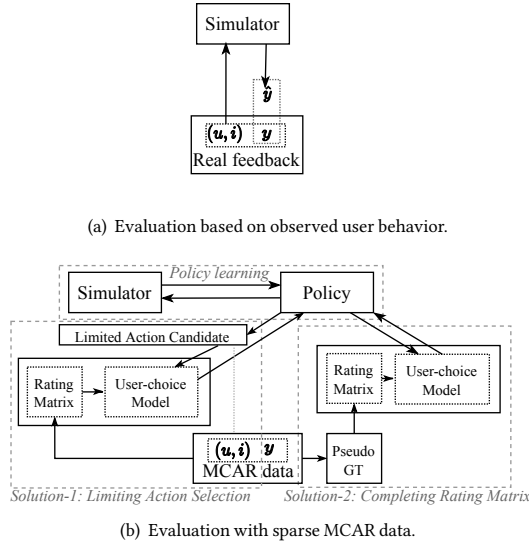 Simulator
ŷ
(u, i) y
Real feedback
(a) Evaluation based on observed user behavior.
Policy learning
Simulator
Policy
Limited Action Candidate
Rating
Matrix
User-choice
Model
Rating
Matrix
User-choice
Model
(u, i) y
MCAR data
Pseudo
GT
Solution-1: Limiting Action Selection
Solution-2: Completing Rating Matrix
(b) Evaluation with sparse MCAR data.